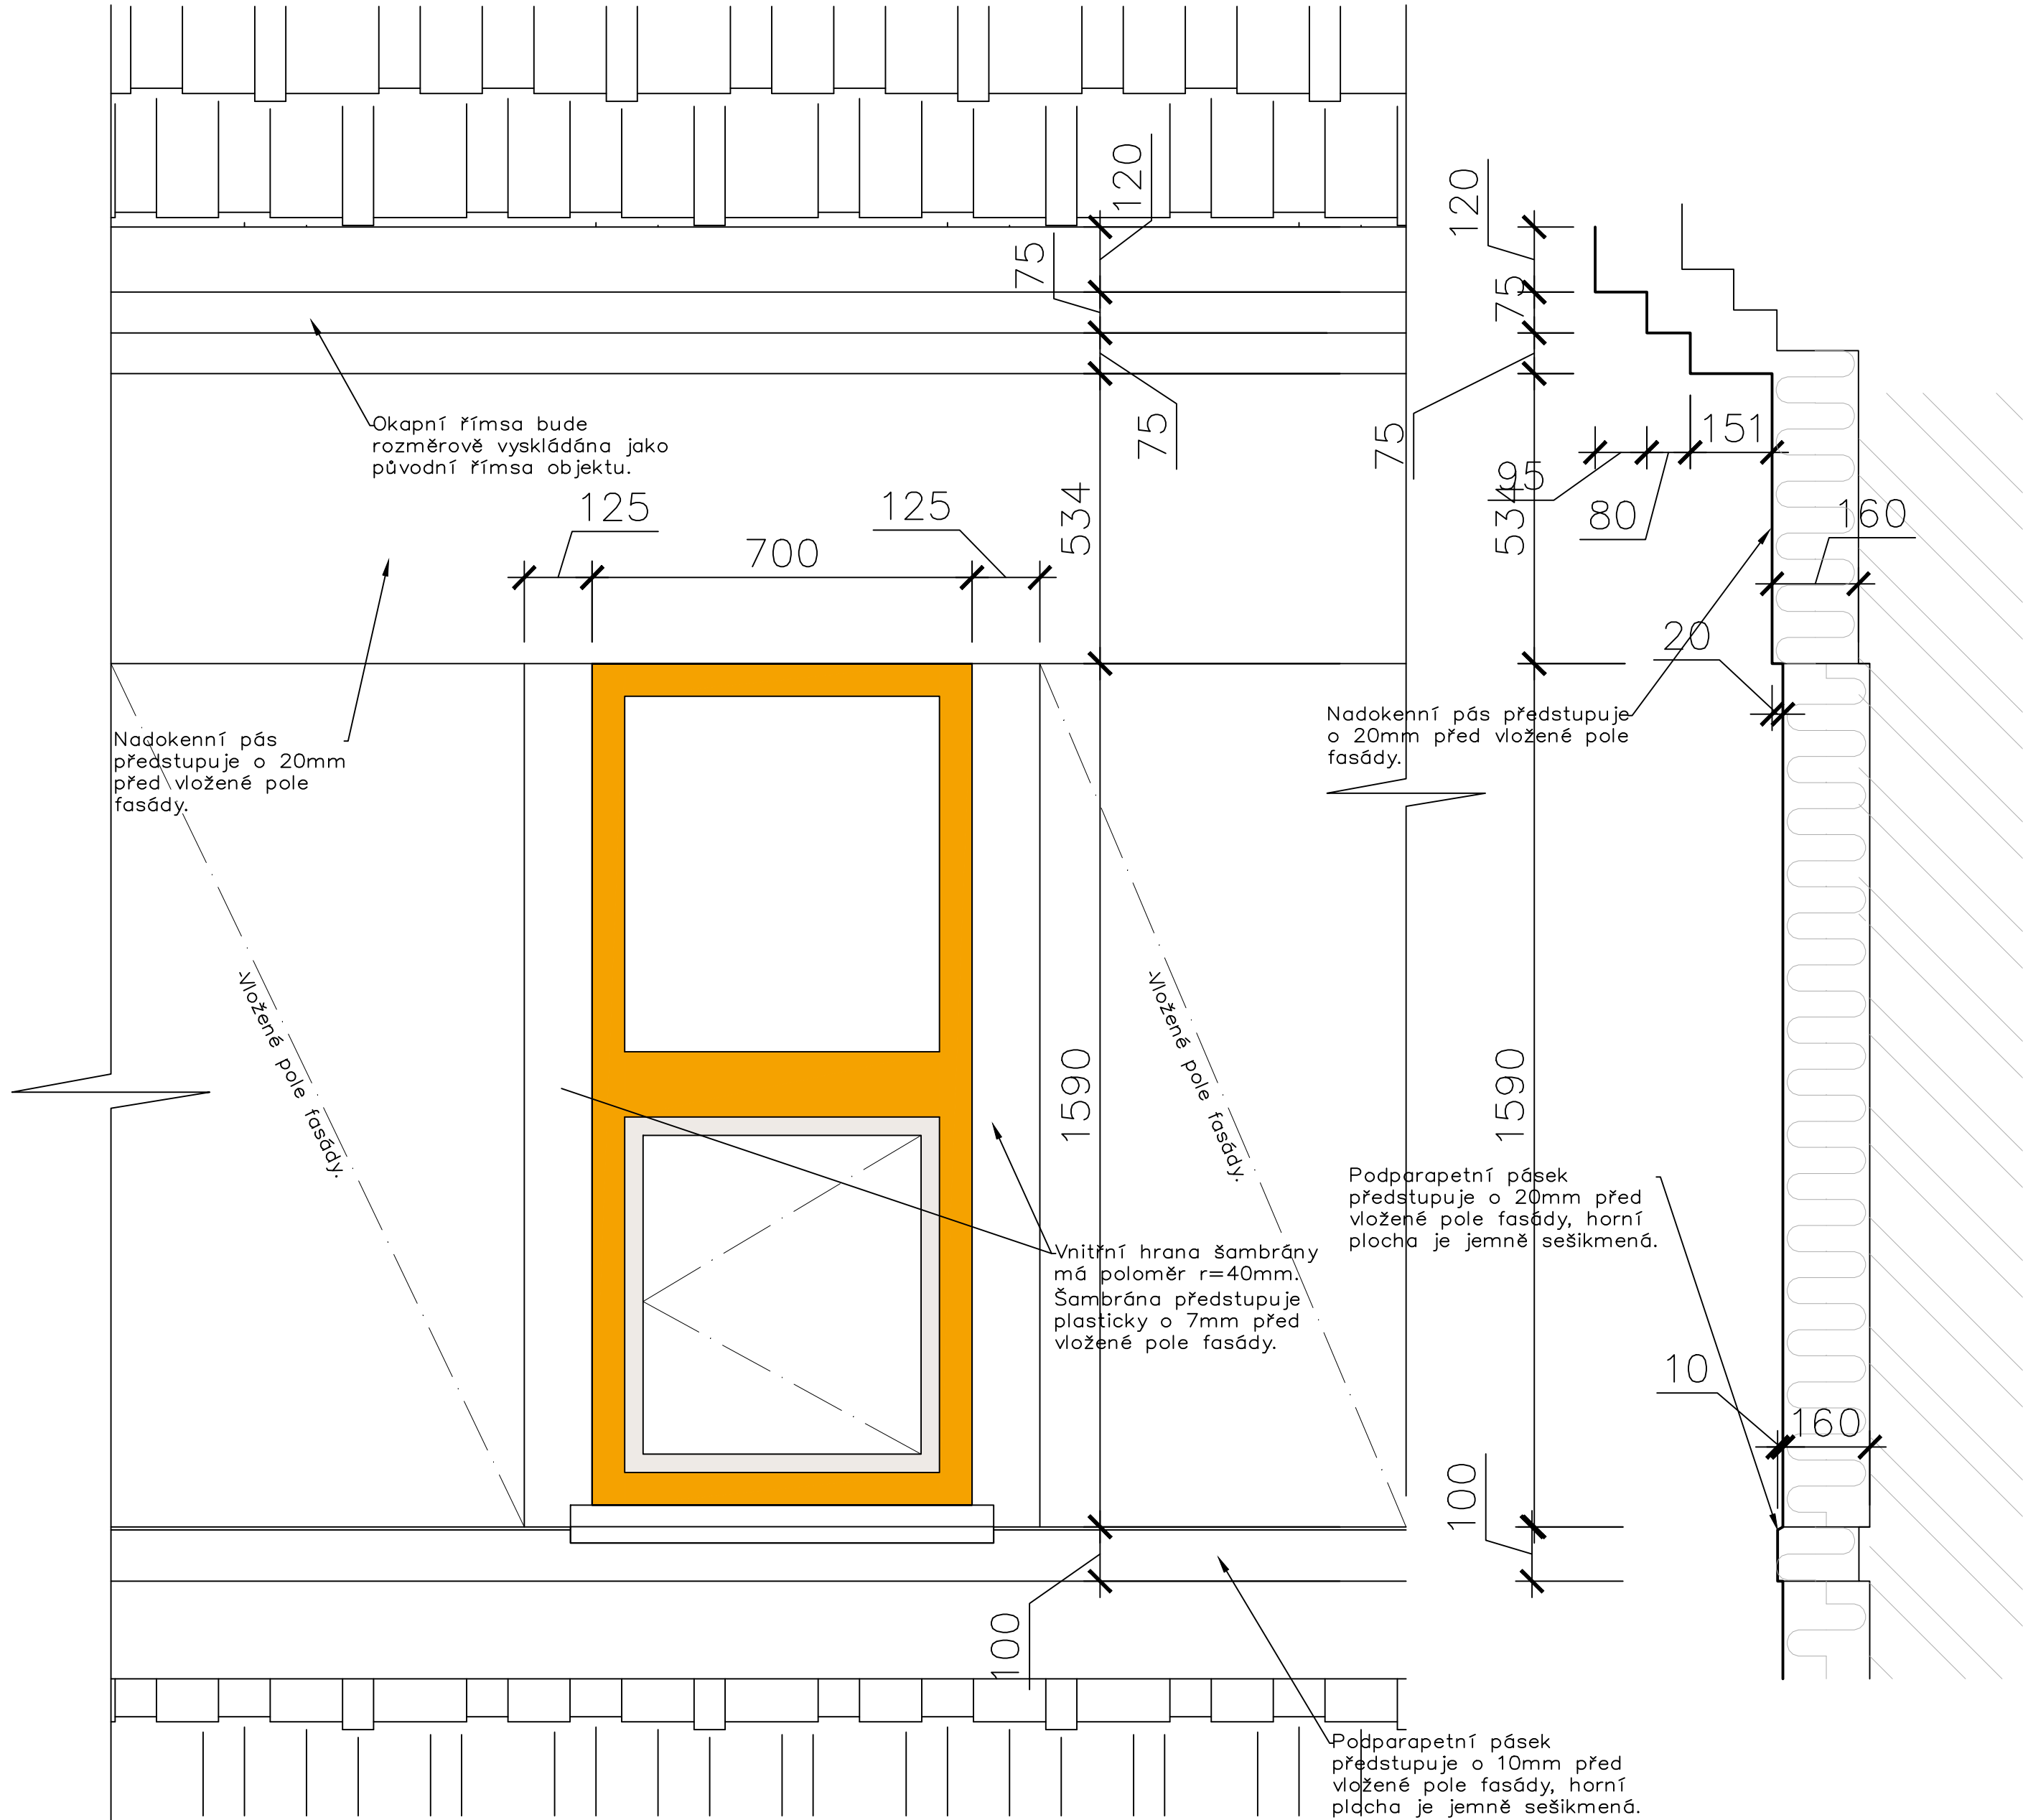 120
120
75
75
75
75
Okapní římsa bude
rozměrově vyskládána jako
původní římsa objektu.
151
95
80
534
534
125
125
700
160
20
Nadokenní pás
předstupuje o 20mm
před vložené pole
fasády.
Nadokenní pás předstupuje
o 20mm před vložené pole
fasády.
Vložené pole fasády.
Vložené pole fasády.
1590
1590
Podparapetní pásek
předstupuje o 20mm před
vložené pole fasády, horní
plocha je jemně sešikmená.
Vnitřní hrana šambrány
má poloměr r=40mm.
Šambrána předstupuje
plasticky o 7mm před
vložené pole fasády.
10
160
100
100
Podparapetní pásek
předstupuje o 10mm před
vložené pole fasády, horní
plocha je jemně sešikmená.